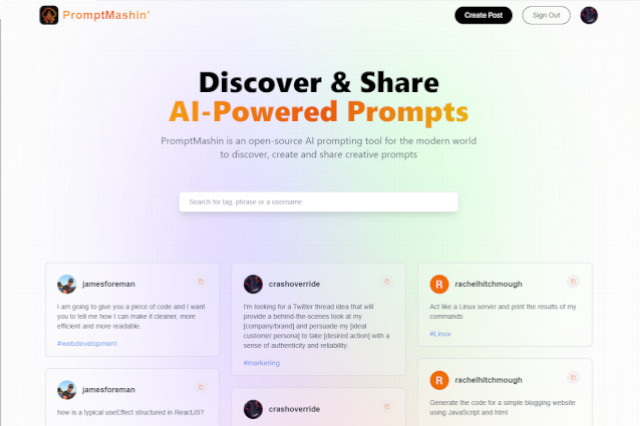 PromptMashin'
Create Post
Sign Out
Discover & Share
AI-Powered Prompts
PromptMashin is an open-source AI prompting tool for the modern world
to discover, create and share creative prompts
Search for tag, phrase or a username
jamesforeman
I am going to give you a piece of code and I want
you to tell me how I can make it cleaner, more
efficient and more readable.
#webdevelopment
crashoverride
I'm looking for a Twitter thread idea that will
provide a behind-the-scenes look at my
[company/brand] and persuade my [ideal
customer persona] to take [desired action] with a
sense of authenticity and reliability.
#marketing
R
rachelhitchmough
Act like a Linux server and print the results of my
commands
#Linux
jamesforeman
how is a typical useEffect structured in ReactJS?
crashoverride
R
rachelhitchmough
Generate the code for a simple blogging website
using JavaScript and html